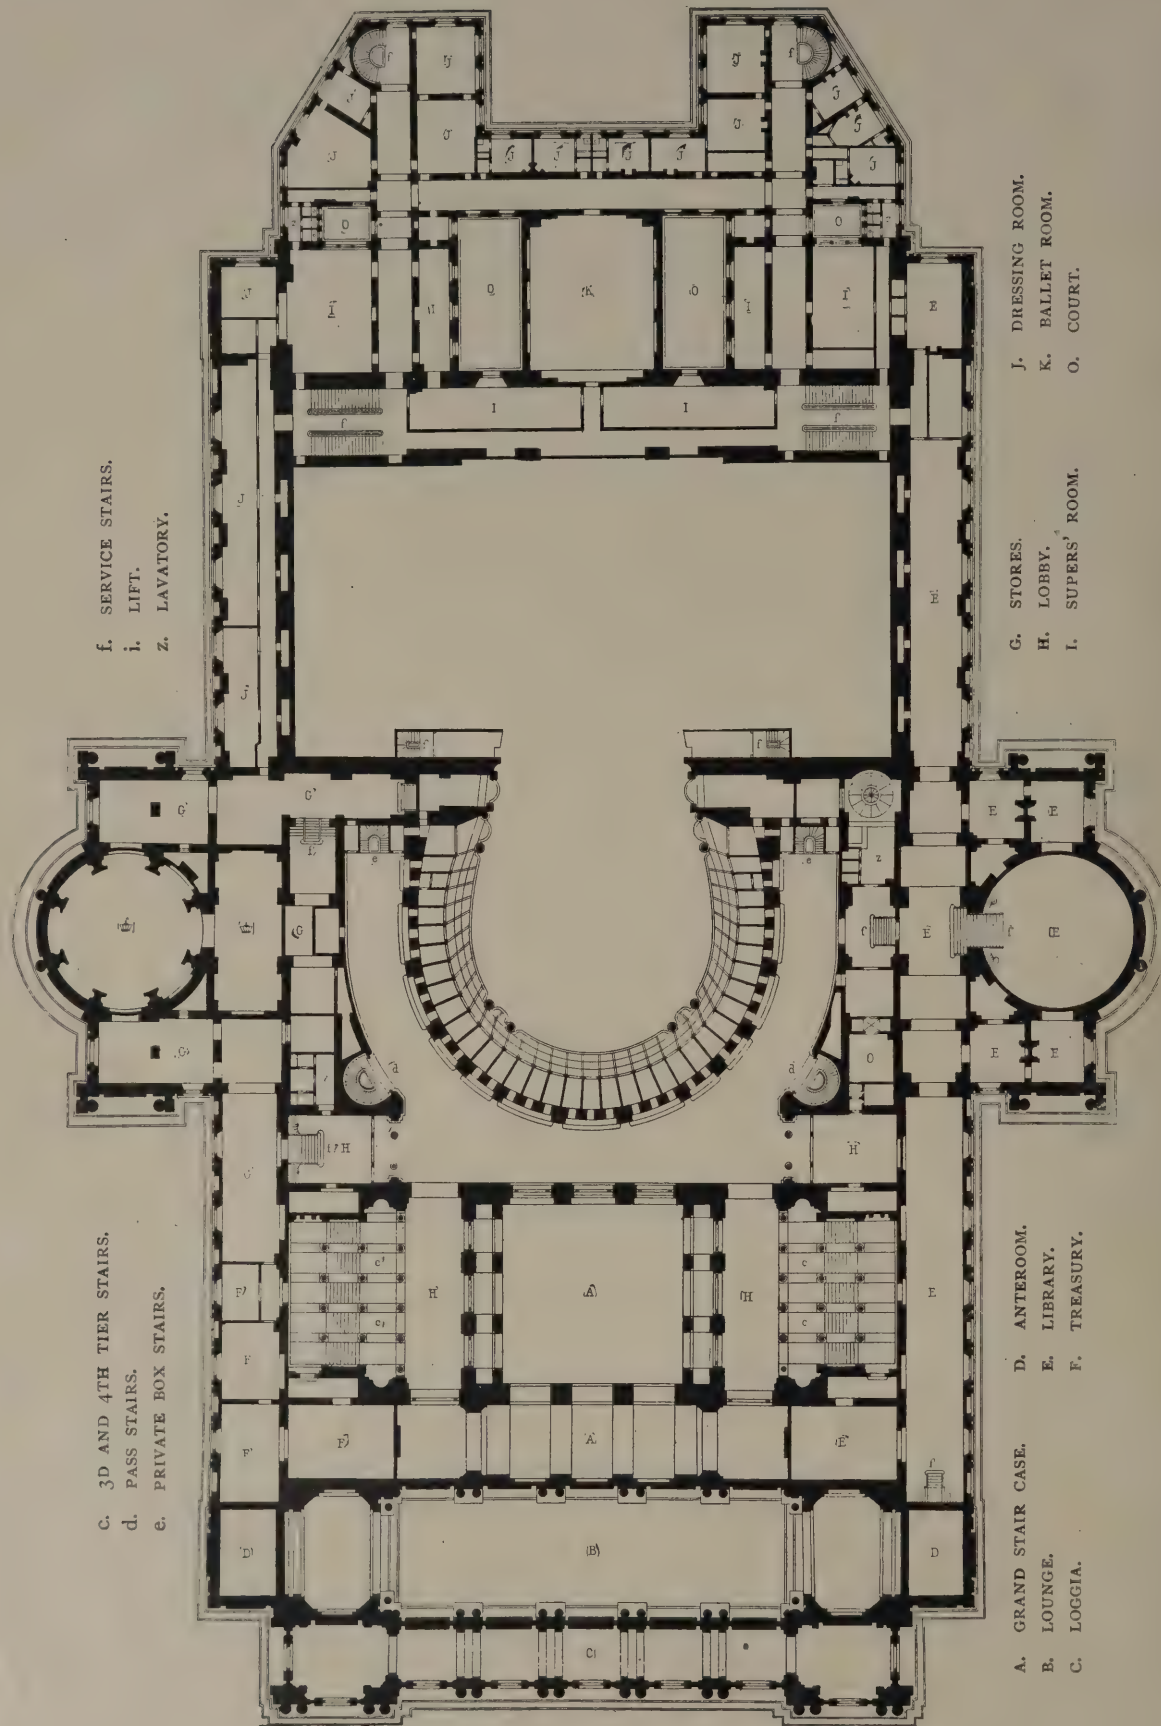 A. GRAND STAIR CASE.
B. LOUNGE.
C. LOGGIA.
D. ANTEROOM.
E. LIBRARY.
F. TREASURY.
G. STORES.
H. LOBBY.
I. SUPERS' ROOM.
J. DRESSING ROOM.
K. BALLET ROOM.
O. COURT.
c. 3D AND 4TH TIER STAIRS.
d. PASS STAIRS.
e. PRIVATE BOX STAIRS.
f. SERVICE STAIRS.
i. LIFT.
z. LAVATORY.
f
J
J
J
J
J
J
J
O
K
O
I
I
f
f
E
J
J
G
G
G
G
e
e
z
E
E
E
E
E
d
O
H
H
H
H
A
A
c
c
E
F
F
F
B
D
D
C